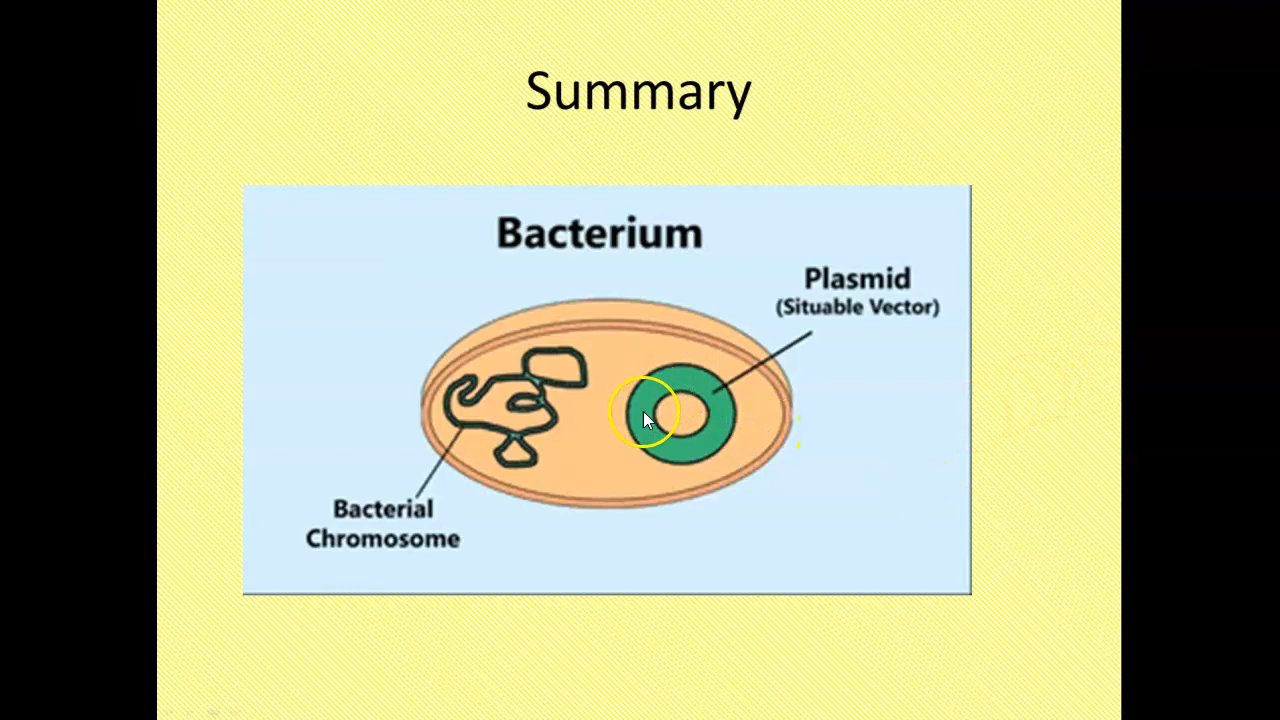 Summary
Bacterium
Plasmid
(Situable Vector)
Bacterial
Chromosome